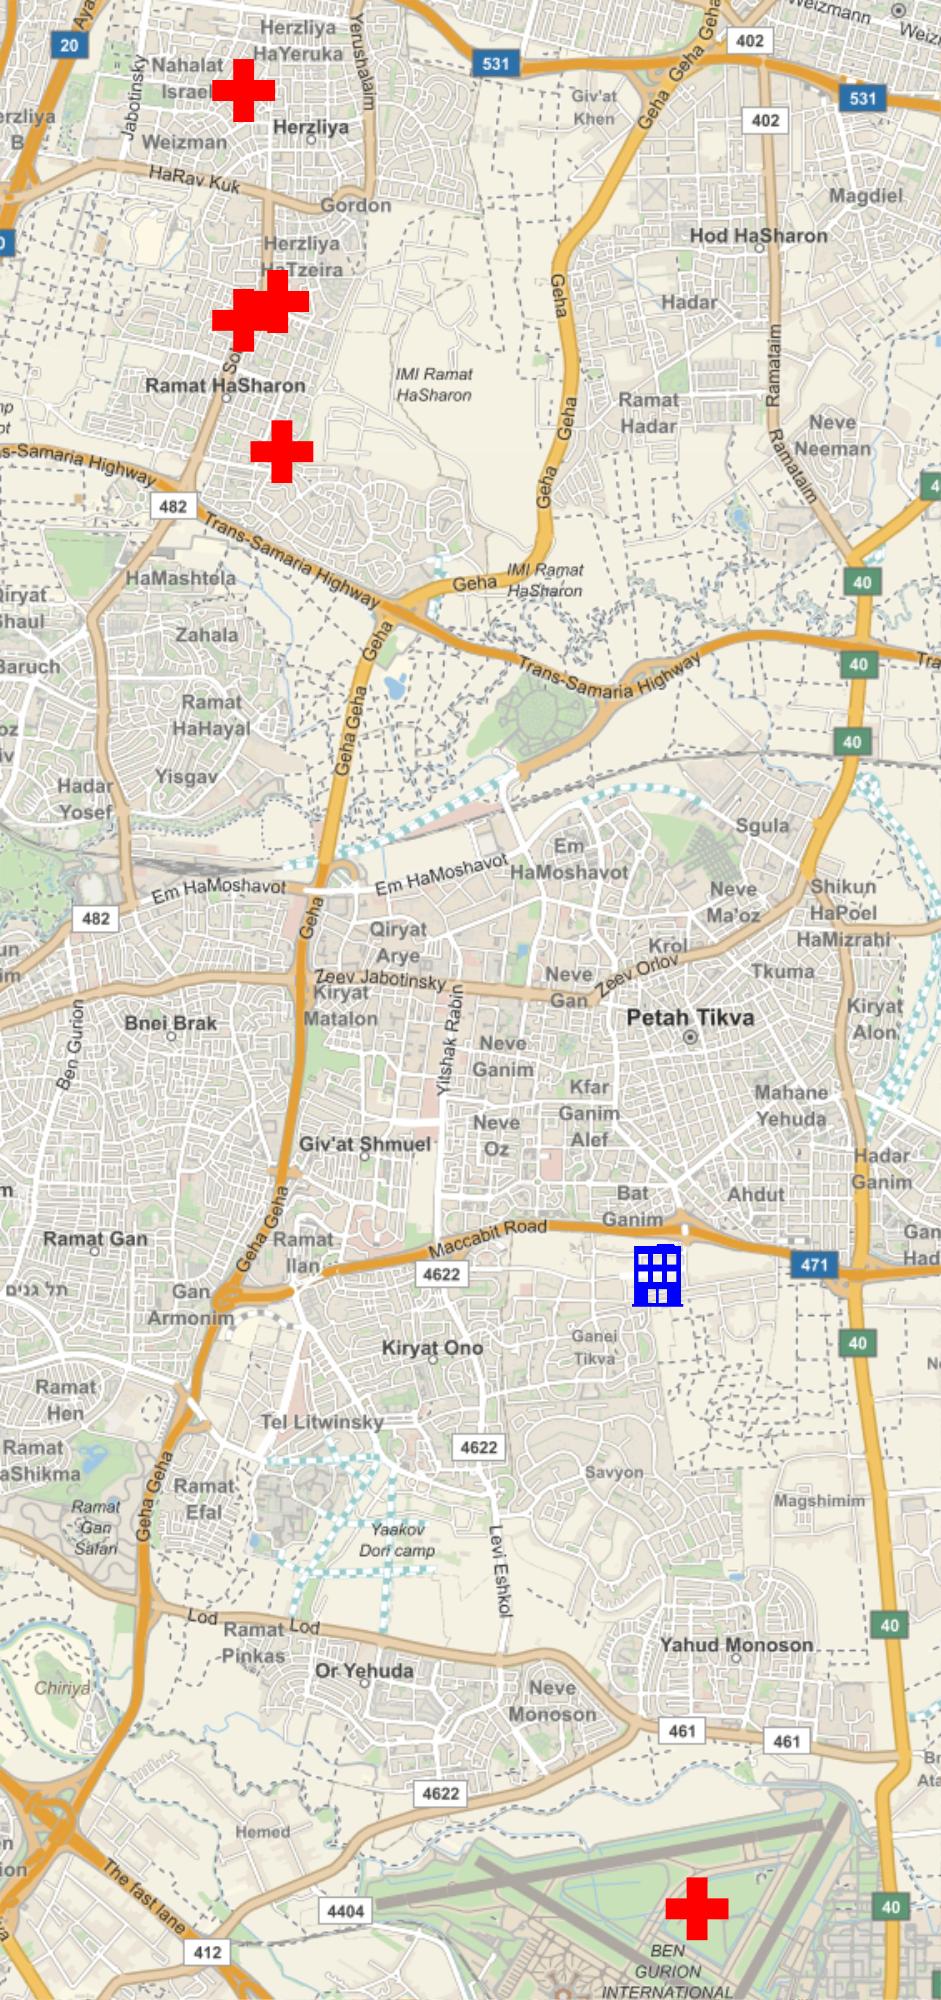 Herzliya
HaYeruka
Weizmann
402
20
Nahalat
Israel
Jabotinsky
Yerushalaim
531
Geha Geha Geha
531
Giv'at
Khen
402
Herzliya
Weizman
HaRav Kuk
Gordon
Magdiel
Herzliya
HaTzeira
Hod HaSharon
Geha
Hadar
Ramat HaSharon
IMI Ramat
HaSharon
Ramat
Hadar
Ramataim
Neve
Neeman
Geha
Geha
Ramataim
s-Samaria Highway
482
Trans-Samaria Highway
HaMashtela
Geha
IMI Ramat
HaSharon
40
Zahala
Geha
Trans-Samaria Highway
40
Baruch
Ramat
HaHayal
Geha Geha
40
Yisgav
Hadar
Yosef
Sgula
Em
HaMoshavot
Em HaMoshavot
Em HaMoshavot
Neve
Ma'oz
Shikun
HaPoel
HaMizrahi
482
Geha
Qiryat
Arye
Krol
Tkuma
Zeev Jabotinsky
Neve
Gan
Zeev Orlov
Kiryat
Matalon
Bnei Brak
Ben Gurion
Yitshak Rabin
Petah Tikva
Kiryat
Alon
Neve
Ganim
Kfar
Ganim
Alef
Mahane
Yehuda
Neve
Oz
Giv'at Shmuel
Hadar
Ganim
Bat
Ganim
Ahdut
Ramat Gan
Geha Geha
Ramat
Ilan
Maccabit Road
4622
471
תל גנים
Gan
Armonim
Kiryat Ono
Ganei
Tikva
40
Ramat
Hen
Tel Litwinsky
4622
Ramat
aShikma
Savyon
Ramat
Efal
Magshimim
Ramat
Gan
Safari
Geha Geha
Yaakov
Dori camp
Levi Eshkol
Lod
Lod
Ramat
Pinkas
40
Yahud Monoson
Or Yehuda
Chiriya
Neve
Monoson
461
461
4622
Hemed
The fast lane
4404
40
412
BEN
GURION
INTERNATIONAL